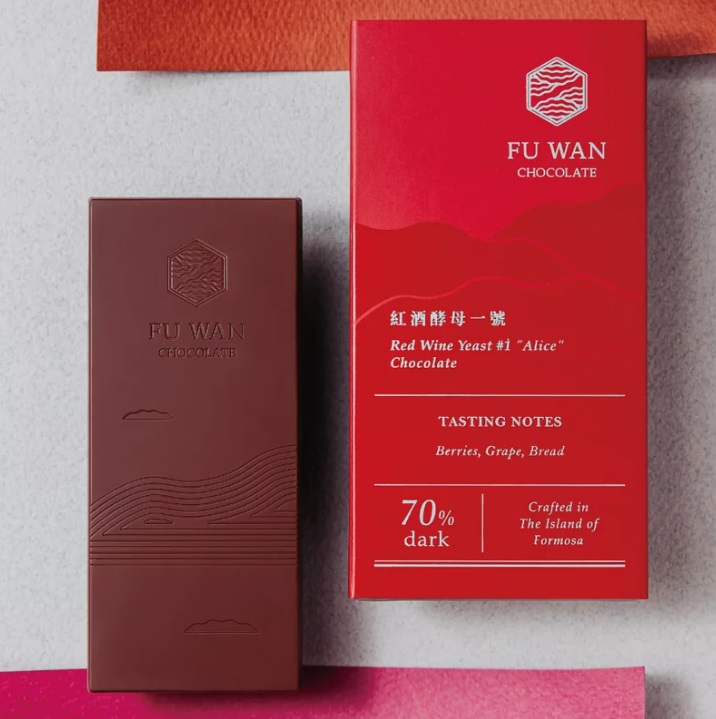 FU WAN
CHOCOLATE
FU WAN
CHOCOLATE
紅酒酵母一號
Red Wine Yeast #1 "Alice"
Chocolate
TASTING NOTES
Berries, Grape, Bread
70%
dark
Crafted in
The Island of
Formosa